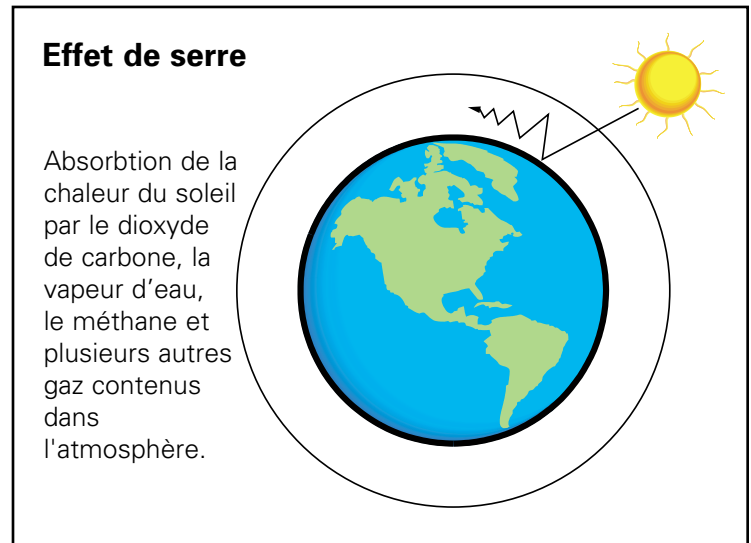 Effet de serre
Absorbtion de la
chaleur du soleil
par le dioxyde
de carbone, la
vapeur d’eau,
le méthane et
plusieurs autres
gaz contenus
dans
l'atmosphère.